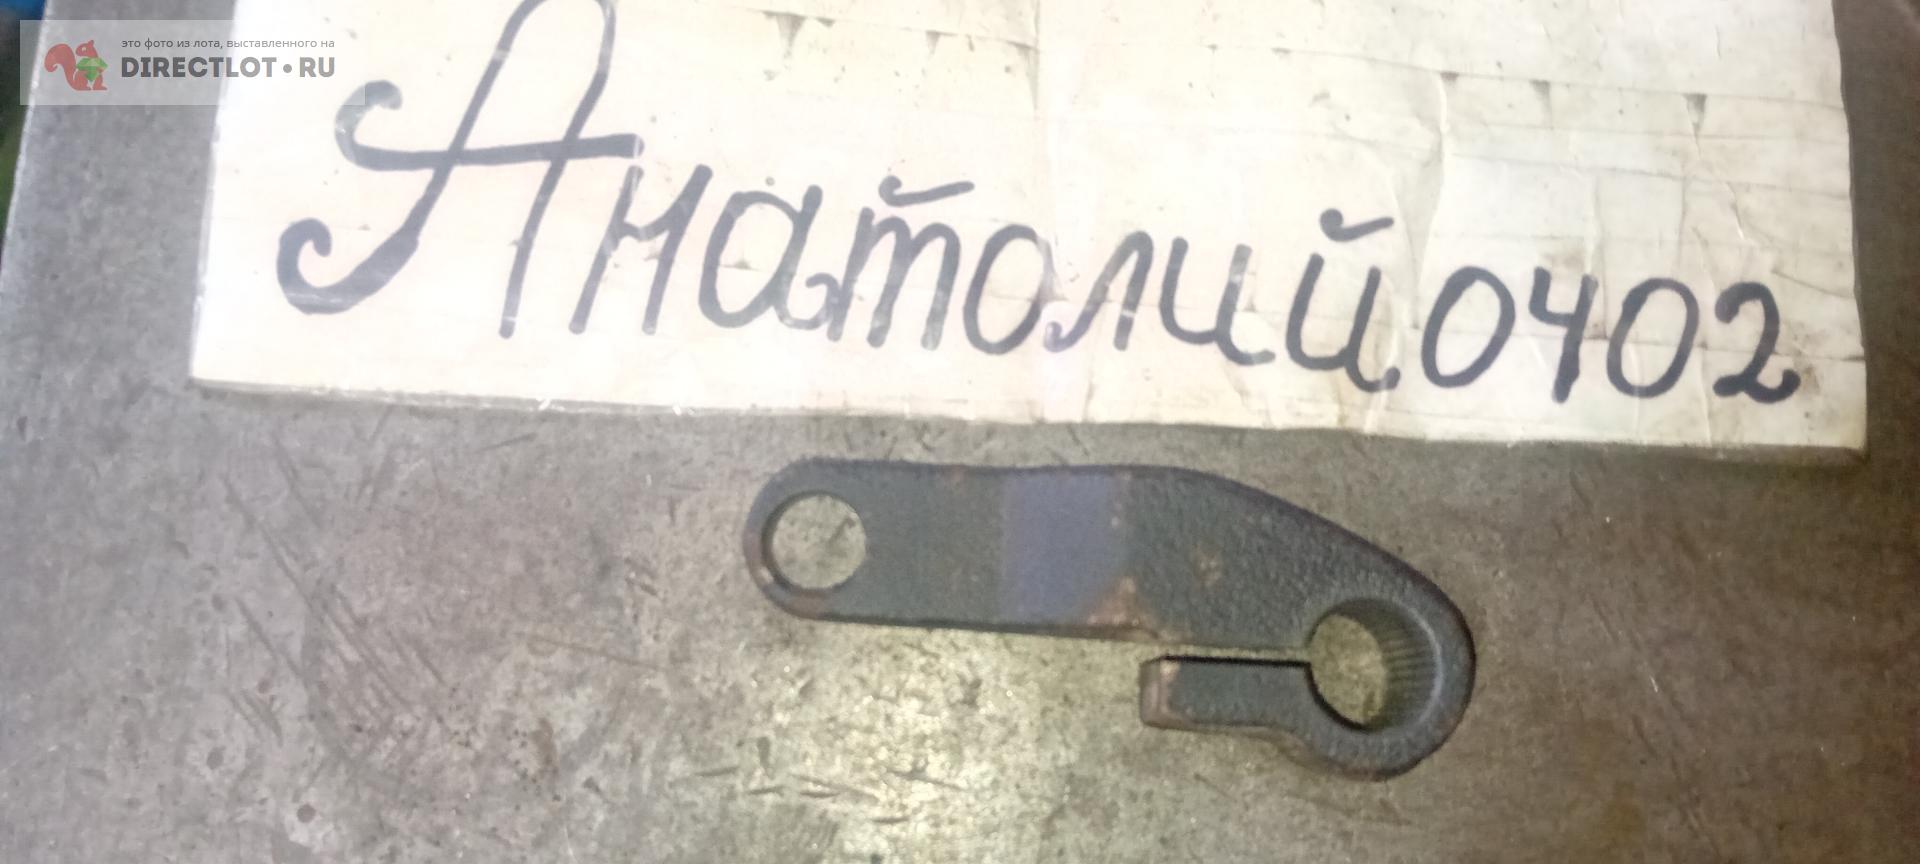 это фото из лота, выставленного на
DIRECTLOT•RU
Анатолий0402